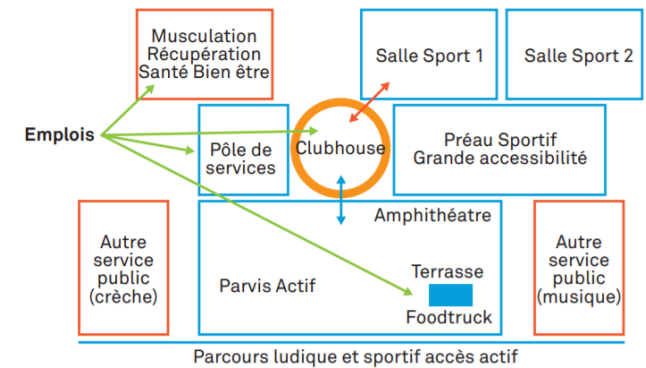 Musculation
Récupération
Santé Bien être
Salle Sport 1
Salle Sport 2
Emplois
Pôle de
services
Clubhouse
Préau Sportif
Grande accessibilité
Autre
service
public
(crèche)
Amphithéatre
Parvis Actif
Terrasse
Foodtruck
Autre
service
public
(musique)
Parcours ludique et sportif accès actif